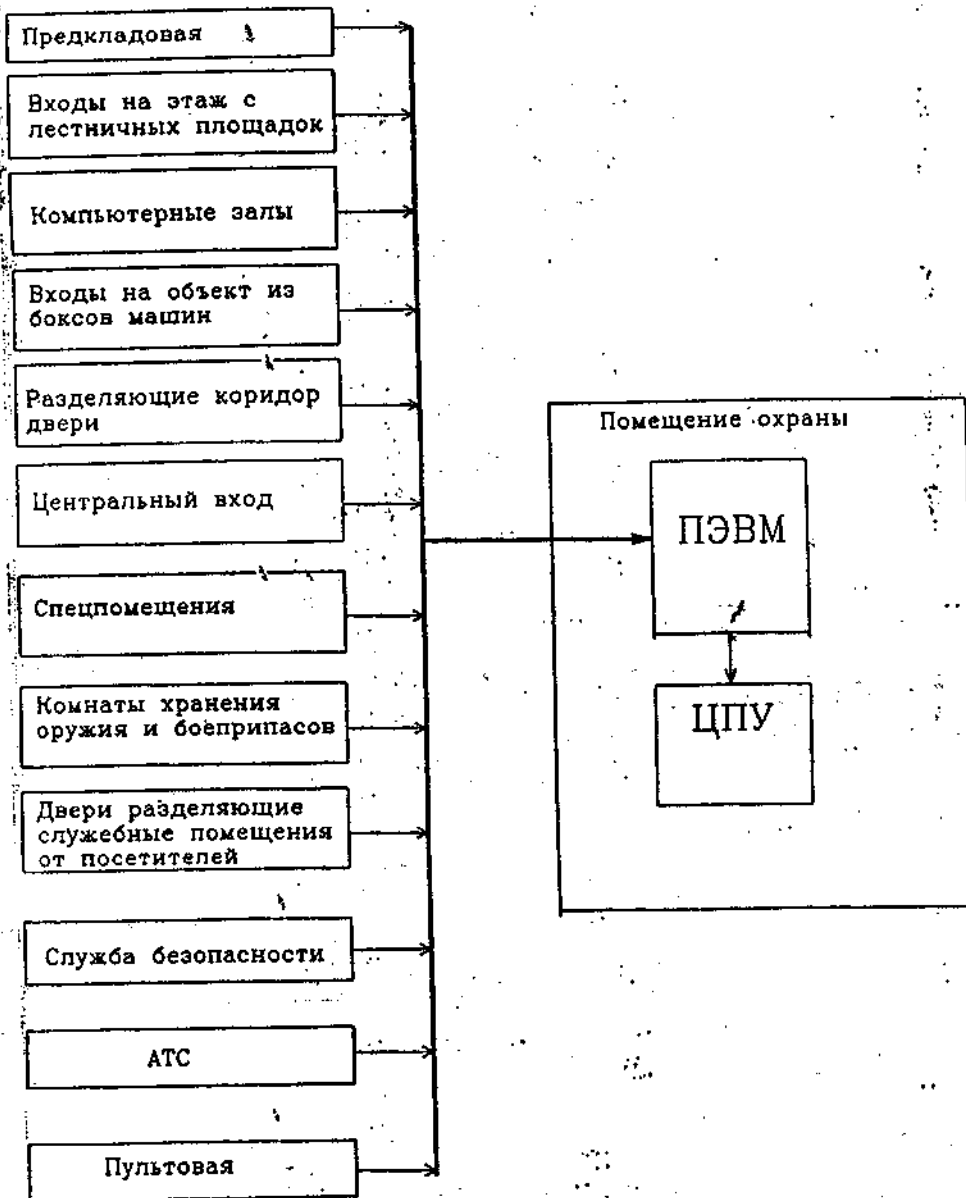 Предкладовая
Входы на этаж с
лестничных площадок
Компьютерные залы
Входы на объект из
боксов машин
Разделяющие коридор
двери
Центральный вход
Спецпомещения
Комнаты хранения
оружия и боеприпасов
Двери разделяющие
служебные помещения
от посетителей
Служба безопасности
АТС
Пультовая
Помещение охраны
ПЭВМ
ЦПУ